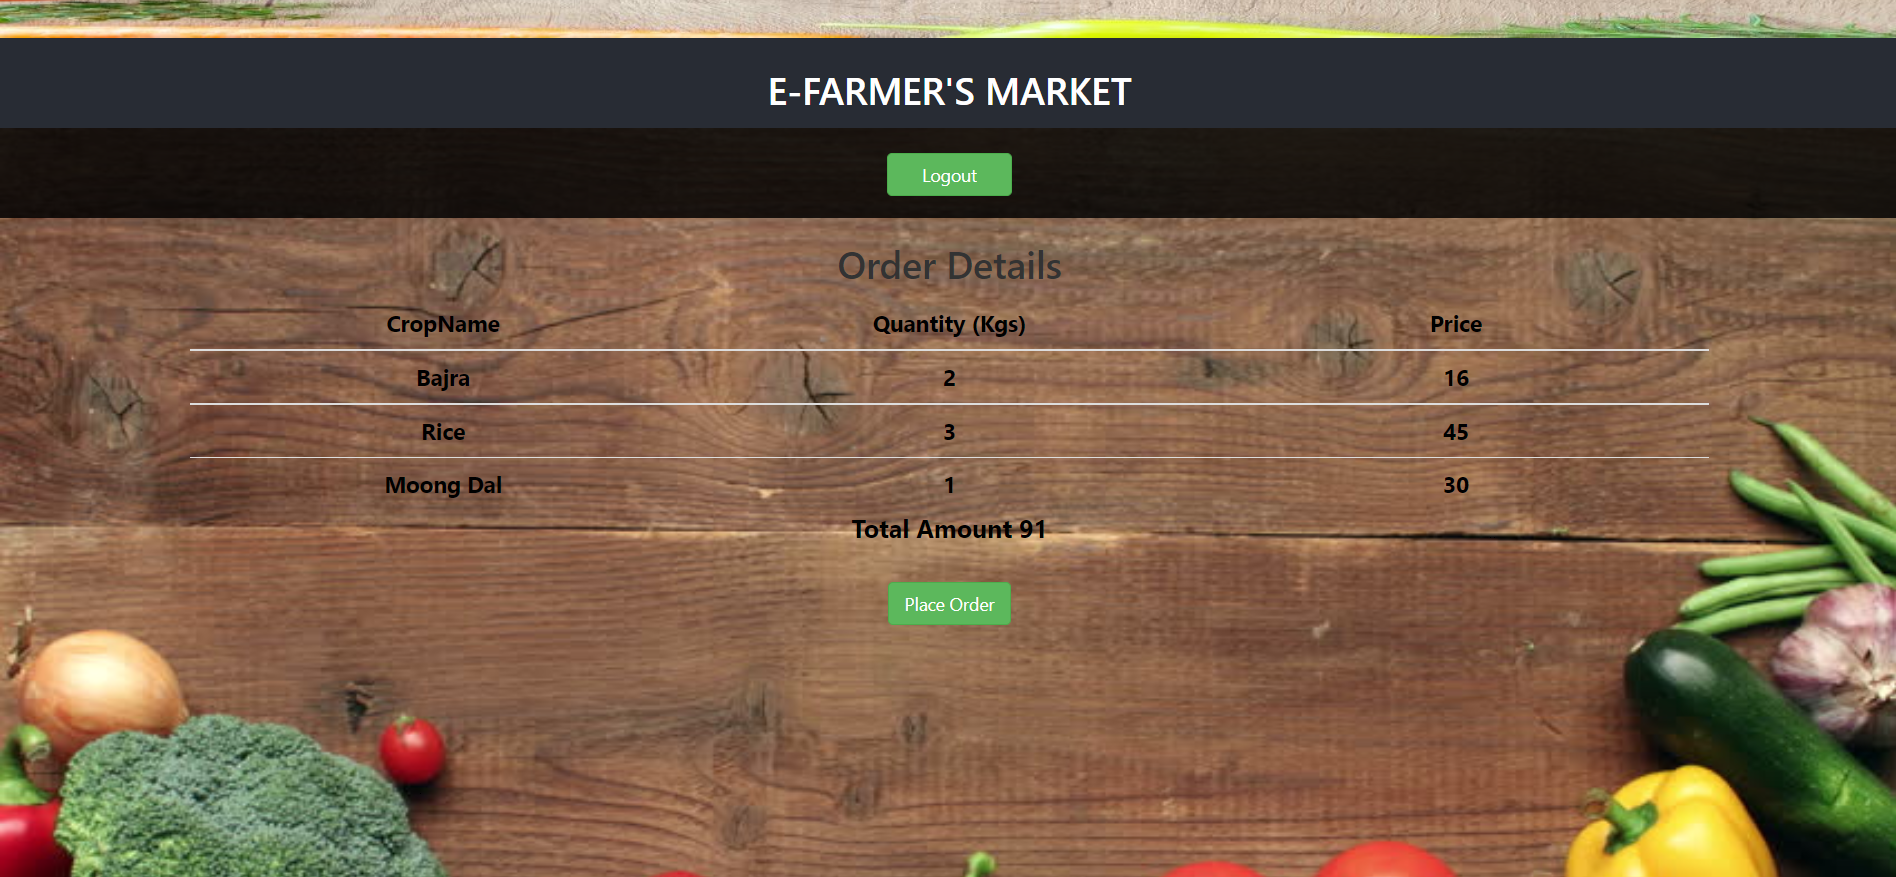 E-FARMER'S MARKET
Logout
Order Details
CropName Quantity (Kgs) Price
Bajra 2 16
Rice 3 45
Moong Dal 1 30
Total Amount 91
Place Order